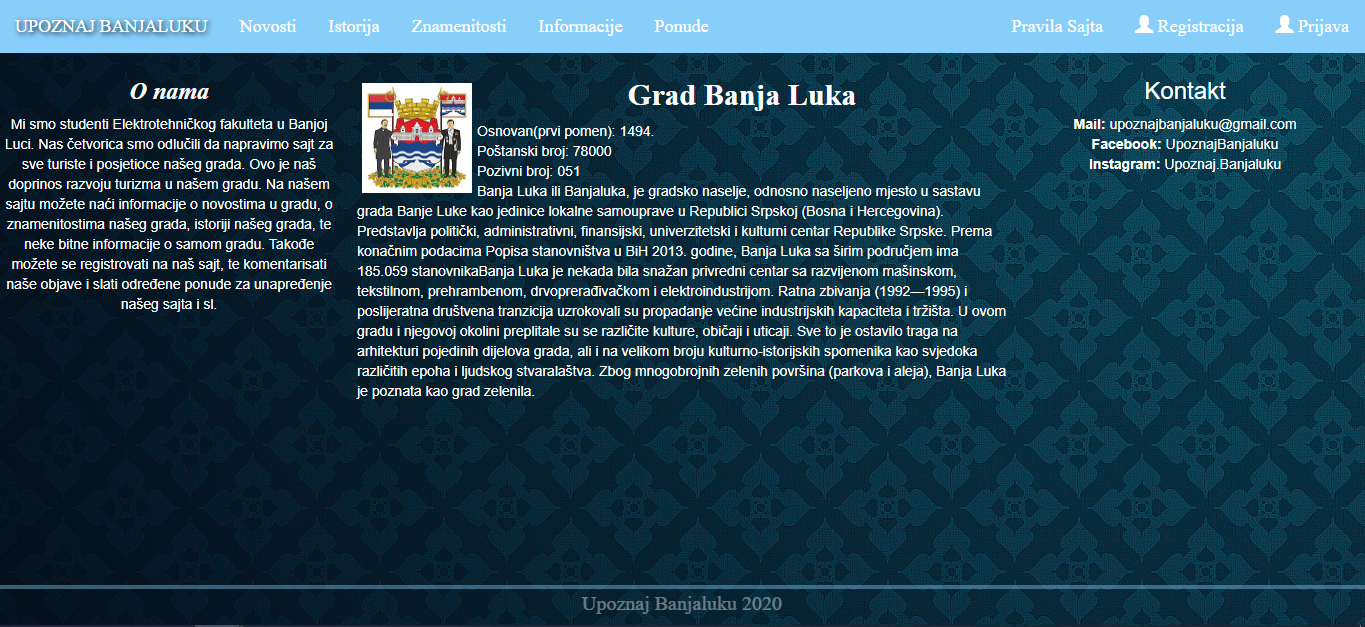 UPOZNAJ BANJALUKU Novosti Istorija Znamenitosti Informacije Ponude Pravila Sajta Registracija Prijava
O nama
Mi smo studenti Elektrotehničkog fakulteta u Banjoj
Luci. Nas četvorica smo odlučili da napravimo sajt za
sve turiste i posjetioce našeg grada. Ovo je naš
doprinos razvoju turizma u našem gradu. Na našem
sajtu možete naći informacije o novostima u gradu, o
znamenitostima našeg grada, istoriji našeg grada, te
neke bitne informacije o samom gradu. Takođe
možete se registrovati na naš sajt, te komentarisati
naše objave i slati određene ponude za unapređenje
našeg sajta i sl.
Grad Banja Luka
Osnovan(prvi pomen): 1494.
Poštanski broj: 78000
Pozivni broj: 051
Banja Luka ili Banjaluka, je gradsko naselje, odnosno naseljeno mjesto u sastavu
grada Banje Luke kao jedinice lokalne samouprave u Republici Srpskoj (Bosna i Hercegovina).
Predstavlja politički, administrativni, finansijski, univerzitetski i kulturni centar Republike Srpske. Prema
konačnim podacima Popisa stanovništva u BiH 2013. godine, Banja Luka sa širim područjem ima
185.059 stanovnikaBanja Luka je nekada bila snažan privredni centar sa razvijenom mašinskom,
tekstilnom, prehrambenom, drvoprerađivačkom i elektroindustrijom. Ratna zbivanja (1992—1995) i
poslijeratna društvena tranzicija uzrokovali su propadanje većine industrijskih kapaciteta i tržišta. U ovom
gradu i njegovoj okolini preplitale su se različite kulture, običaji i uticaji. Sve to je ostavilo traga na
arhitekturi pojedinih dijelova grada, ali i na velikom broju kulturno-istorijskih spomenika kao svjedoka
različitih epoha i ljudskog stvaralaštva. Zbog mnogobrojnih zelenih površina (parkova i aleja), Banja Luka
je poznata kao grad zelenila.
Kontakt
Mail: upoznajbanjaluku@gmail.com
Facebook: UpoznajBanjaluku
Instagram: Upoznaj.Banjaluku
Upoznaj Banjaluku 2020